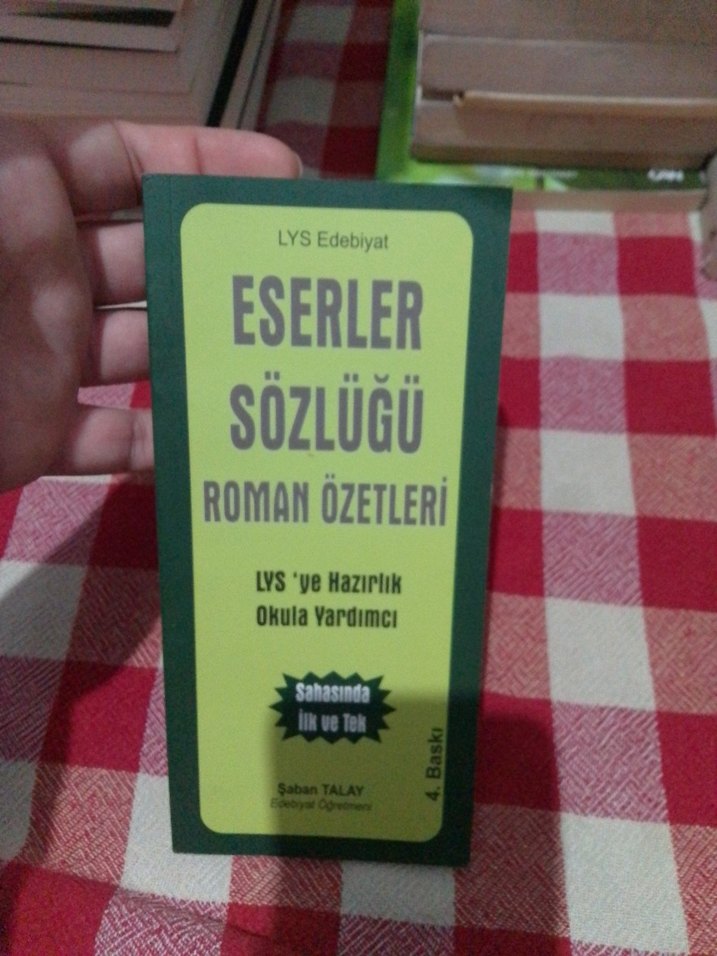 LYS Edebiyat
ESERLER
SÖZLÜĞÜ
ROMAN ÖZETLERİ
LYS 'ye Hazırlık
Okula Yardımcı
Sahasında
İlk ve Tek
4. Baskı
Şaban TALAY
Edebiyat Öğretmeni